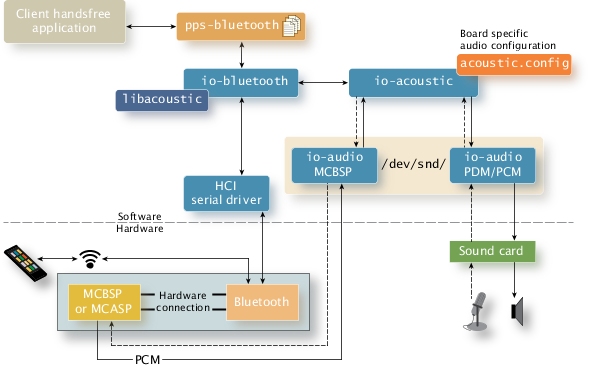 Client handsfree
application
pps-bluetooth
Board specific
audio configuration
acoustic.config
io-bluetooth
io-acoustic
libacoustic
io-audio
MCBSP
/dev/snd/
io-audio
PDM/PCM
HCI
serial driver
Software
Hardware
Sound card
MCBSP
or MCASP
Hardware
connection
Bluetooth
PCM